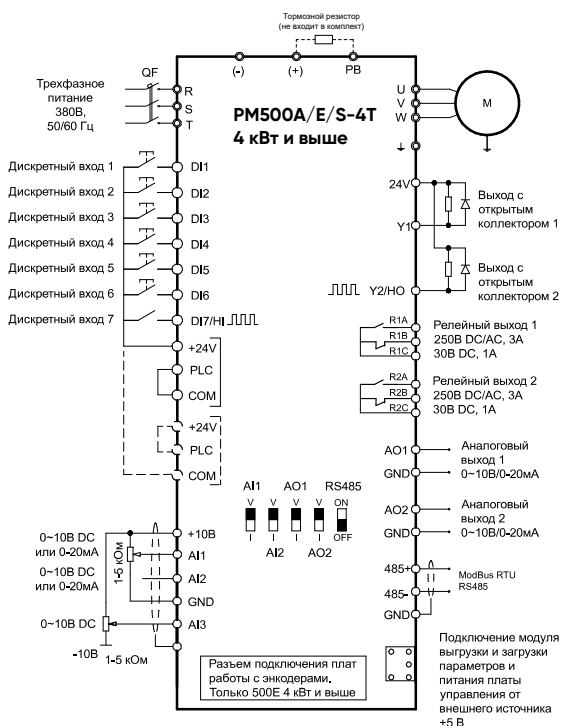 Тормозной резистор
(не входит в комплект)
QF
(-)
(+)
PB
Трехфазное
питание
380В,
50/60 Гц
R
S
T
PM500A/E/S-4T
4 кВт и выше
U
V
W
M
Дискретный вход 1
DI1
Дискретный вход 2
DI2
Дискретный вход 3
DI3
Дискретный вход 4
DI4
Дискретный вход 5
DI5
Дискретный вход 6
DI6
Дискретный вход 7
DI7/HI
+24V
PLC
COM
+24V
PLC
COM
24V
Y1
Выход с
открытым
коллектором 1
Y2/HO
Выход с
открытым
коллектором 2
R1A
R1B
R1C
Релейный выход 1
250В DC/AC, 3A
30В DC, 1A
R2A
R2B
R2C
Релейный выход 2
250В DC/AC, 3A
30В DC, 1A
AO1
GND
Аналоговый
выход 1
0~10В/0-20мА
AO2
GND
Аналоговый
выход 2
0~10В/0-20мА
AI1 AO1 RS485
V V V V ON
I I I I OFF
AI2 AO2
0~10В DC
или 0-20мА
0~10В DC
или 0-20мА
1-5 кОм
+10В
AI1
AI2
GND
0~10В DC
AI3
-10В
1-5 кОм
485+
485-
GND
ModBus RTU
RS485
Разъем подключения плат
работы с энкодерами.
Только 500E 4 кВт и выше
Подключение модуля
выгрузки и загрузки
параметров и
питания платы
управления от
внешнего источника
+5 В